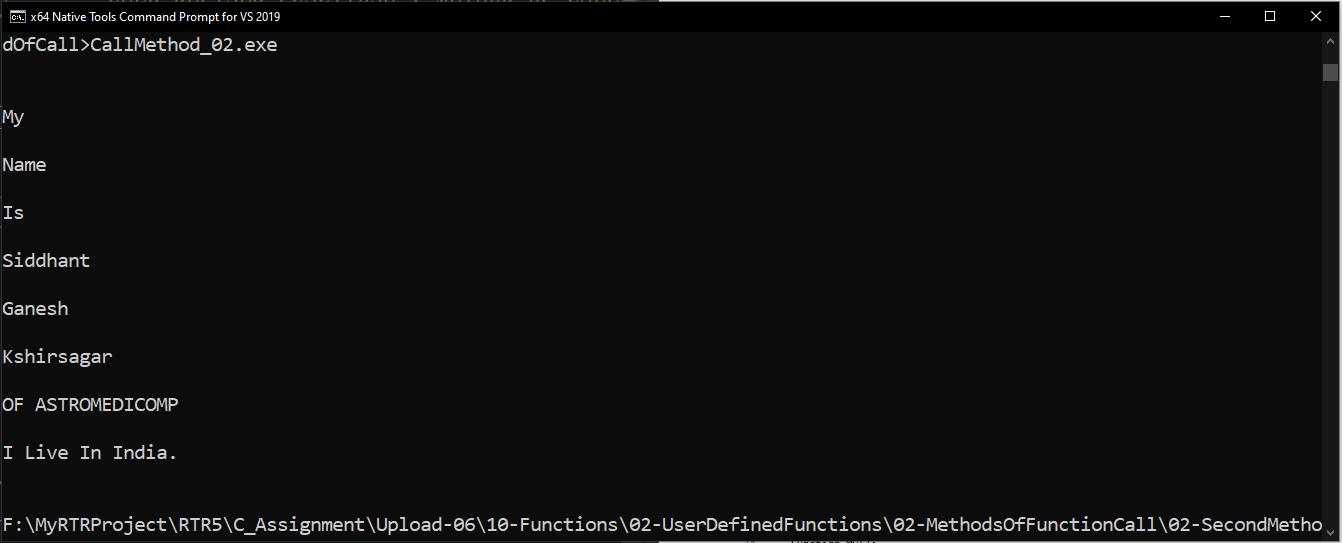 x64 Native Tools Command Prompt for VS 2019
dOfCall>CallMethod_02.exe
My
Name
Is
Siddhant
Ganesh
Kshirsagar
OF ASTROMEDICOMP
I Live In India.
F:\MyRTRProject\RTR5\C_Assignment\Upload-06\10-Functions\02-UserDefinedFunctions\02-MethodsOfFunctionCall\02-SecondMetho